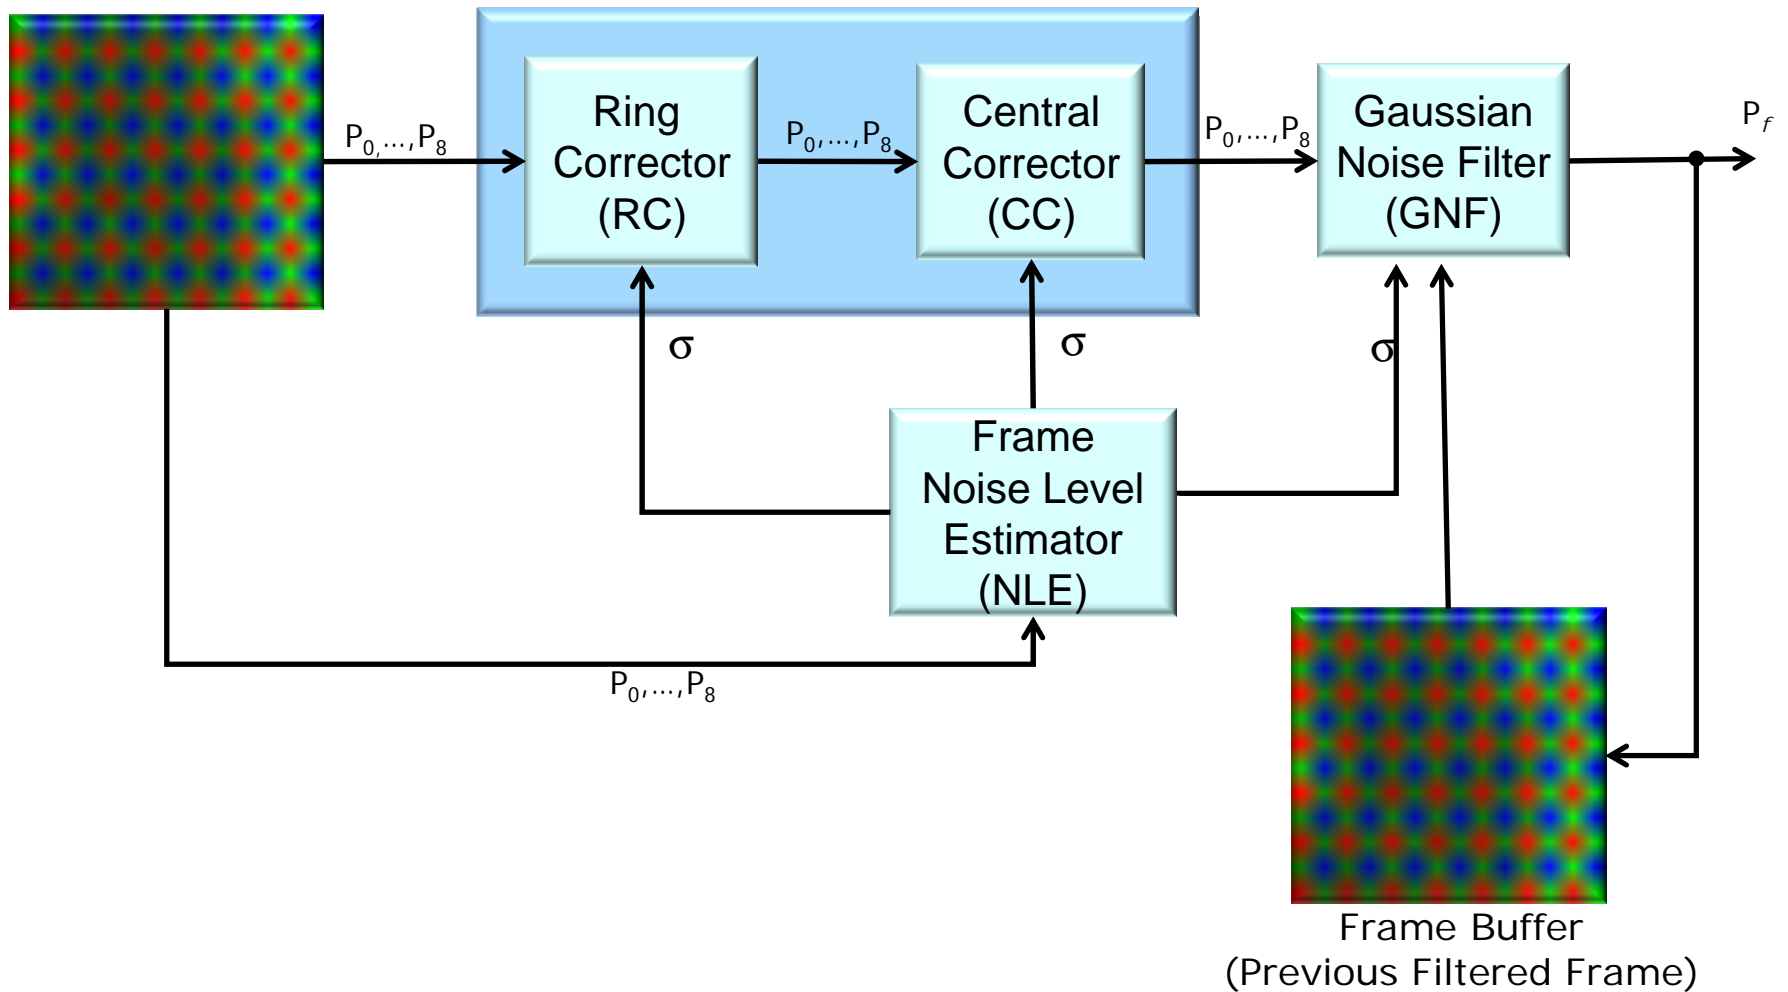 P0,...,P8
Ring
Corrector
(RC)
P0,...,P8
Central
Corrector
(CC)
P0,...,P8
Gaussian
Noise Filter
(GNF)
Pf
σ
σ
σ
Frame
Noise Level
Estimator
(NLE)
P0,...,P8
Frame Buffer
(Previous Filtered Frame)